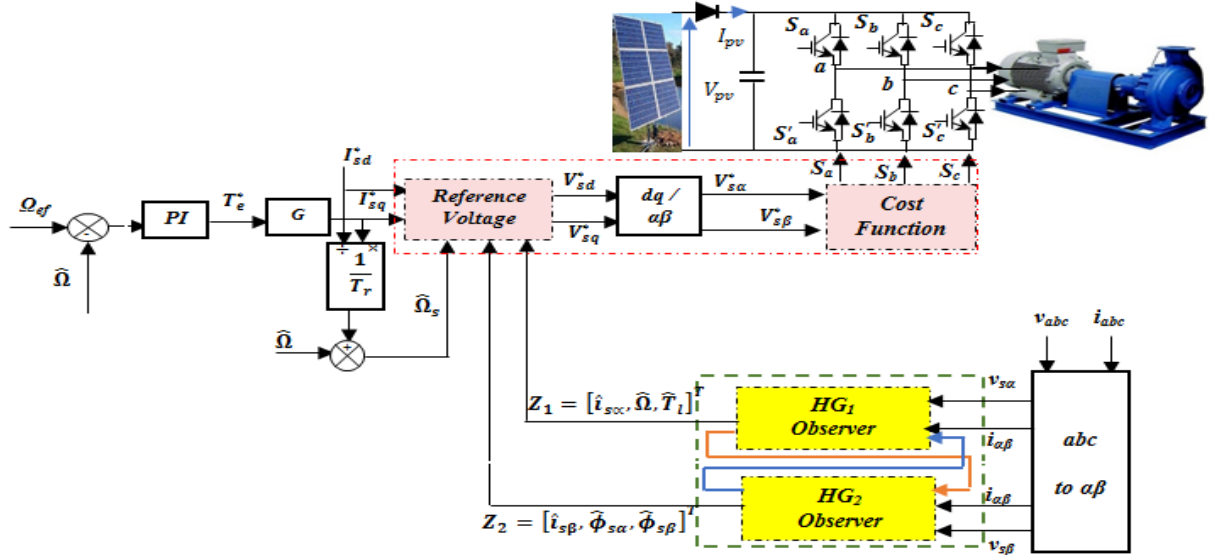 S_a S_b S_c
I_pv
V_pv
a
b
c
S'_a S'_b S'_c
S_a S_b S_c
I*_sd
I*_sq
Ω_ef
-
Ω̂
PI
T*_e
G
÷ ×
1/T_r
Ω̂
+
+
Ω̂_s
Reference
Voltage
V*_sd
V*_sq
dq /
αβ
V*_sα
V*_sβ
Cost
Function
v_abc i_abc
abc
to αβ
v_sα
i_αβ
i_αβ
v_sβ
HG_1
Observer
HG_2
Observer
Z_1 = [î_s∝, Ω̂, T̂_l]^T
Z_2 = [î_sβ, ϕ̂_sα, ϕ̂_sβ]^T